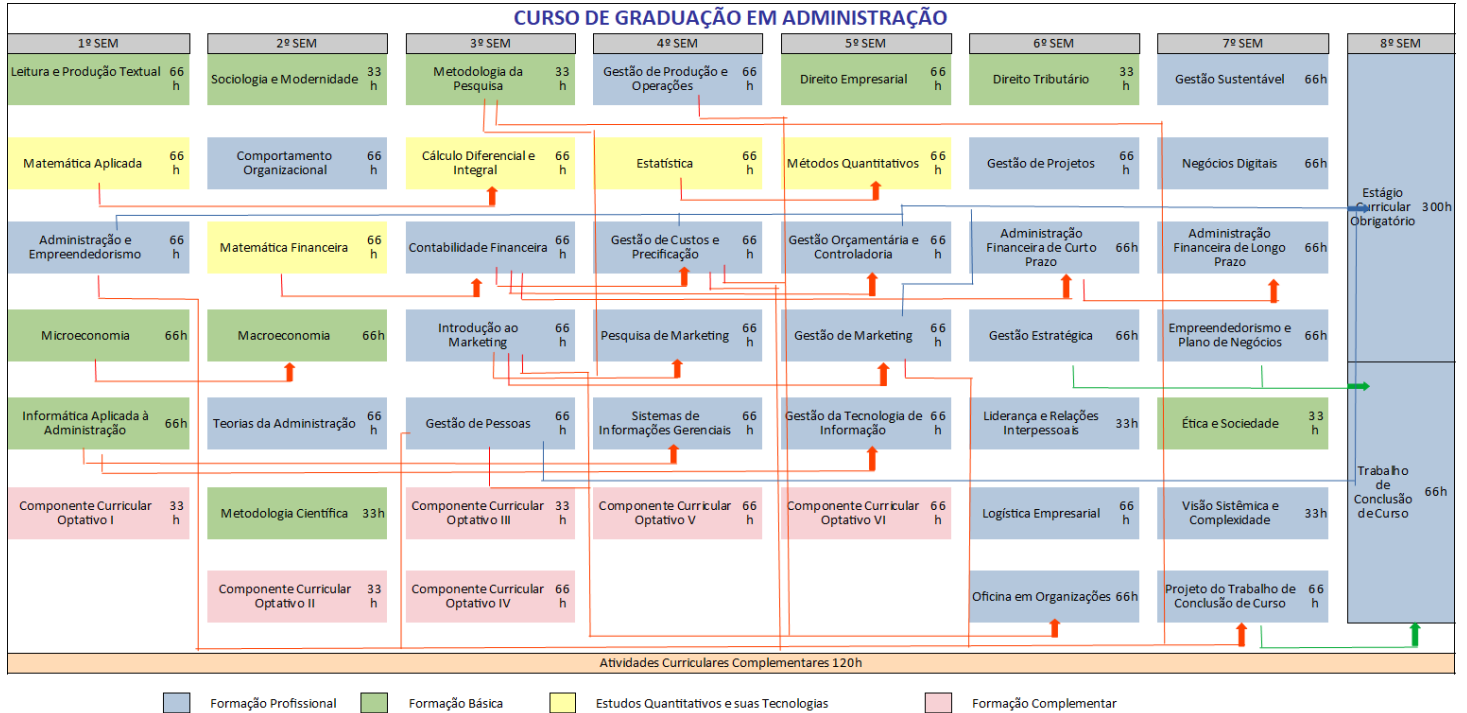 CURSO DE GRADUAÇÃO EM ADMINISTRAÇÃO
1º SEM
2º SEM
3º SEM
4º SEM
5º SEM
6º SEM
7º SEM
8º SEM
Leitura e Produção Textual 66
h
Sociologia e Modernidade 33
h
Metodologia da 33
Pesquisa h
Gestão de Produção e 66
Operações h
Direito Empresarial 66
h
Direito Tributário 33
h
Gestão Sustentável 66h
Matemática Aplicada 66
h
Comportamento 66
Organizacional h
Cálculo Diferencial e 66
Integral h
Estatística 66
h
Métodos Quantitativos 66
h
Gestão de Projetos 66
h
Negócios Digitais 66h
Estágio
Curricular 300h
Obrigatório
Administração e 66
Empreendedorismo h
Matemática Financeira 66
h
Contabilidade Financeira 66
h
Gestão de Custos e 66
Precificação h
Gestão Orçamentária e 66
Controladoria h
Administração
Financeira de Curto 66h
Prazo
Administração
Financeira de Longo 66h
Prazo
Microeconomia 66h
Macroeconomia 66h
Introdução ao 66
Marketing h
Pesquisa de Marketing 66
h
Gestão de Marketing 66
h
Gestão Estratégica 66h
Empreendedorismo e
Plano de Negócios 66h
Informática Aplicada à
Administração 66h
Teorias da Administração 66
h
Gestão de Pessoas 66
h
Sistemas de 66
Informações Gerenciais h
Gestão da Tecnologia de 66
Informação h
Liderança e Relações
Interpessoais 33h
Ética e Sociedade 33
h
Trabalho
de
Conclusão 66h
de Curso
Componente Curricular 33
Optativo I h
Metodologia Científica 33h
Componente Curricular 33
Optativo III h
Componente Curricular 66
Optativo V h
Componente Curricular 66
Optativo VI h
Logística Empresarial 66
h
Visão Sistêmica e
Complexidade 33h
Componente Curricular 33
Optativo II h
Componente Curricular 66
Optativo IV h
Oficina em Organizações 66h
Projeto do Trabalho de 66
Conclusão de Curso h
Atividades Curriculares Complementares 120h
Formação Profissional
Formação Básica
Estudos Quantitativos e suas Tecnologias
Formação Complementar